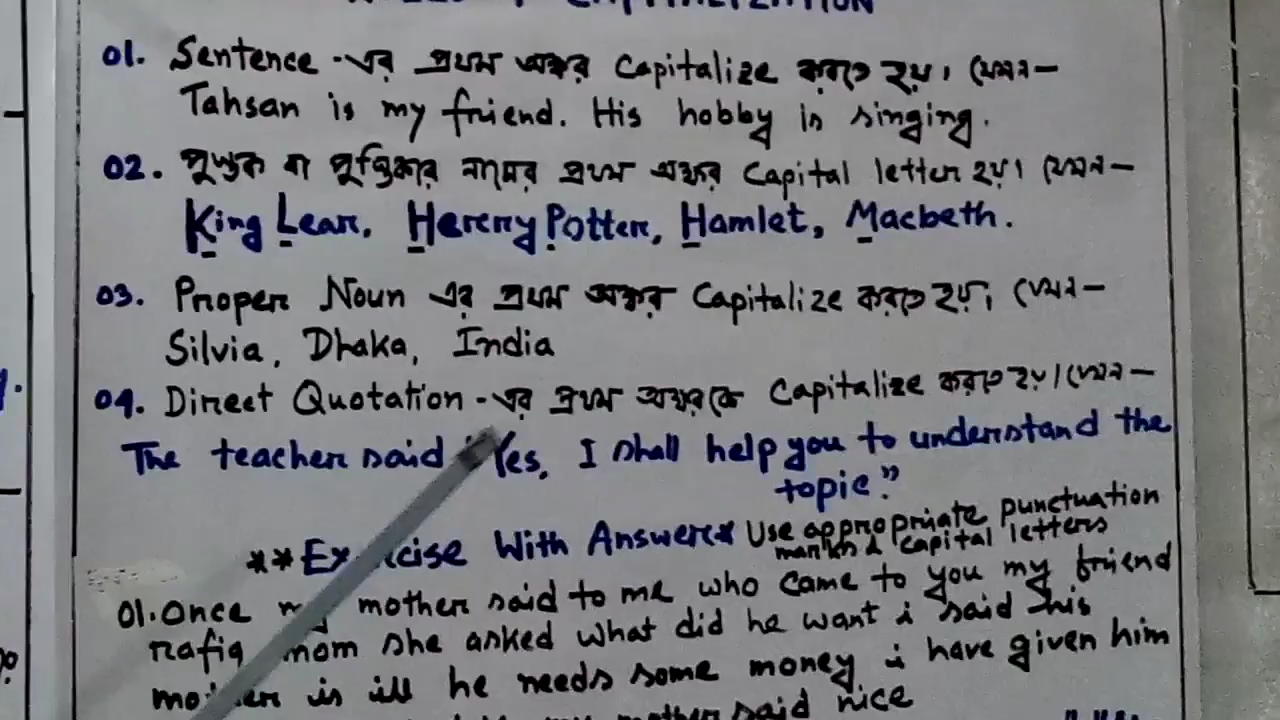 CAPITALIZATION
01. Sentence -এর প্রথম অক্ষর Capitalize করতে হয়। যেমন—
Tahsan is my friend. His hobby is singing.
02. পুস্তক বা পুস্তিকার নামের প্রথম অক্ষর Capital letter হয়। যেমন—
King Lear, Herrry Potter, Hamlet, Macbeth.
03. Proper Noun এর প্রথম অক্ষর Capitalize করতে হয়। যেমন—
Silvia, Dhaka, India
04. Direct Quotation -এর প্রথম অক্ষরকে Capitalize করতে হয়। যেমন—
The teacher said "Yes, I shall help you to understand the
topic."
**Exercise With Answer* Use appropriate punctuation
marks & capital letters
01. Once my mother said to me who came to you my friend
rafiq mom she asked what did he want i said his
mother is ill he needs some money i have given him
my mother said nice